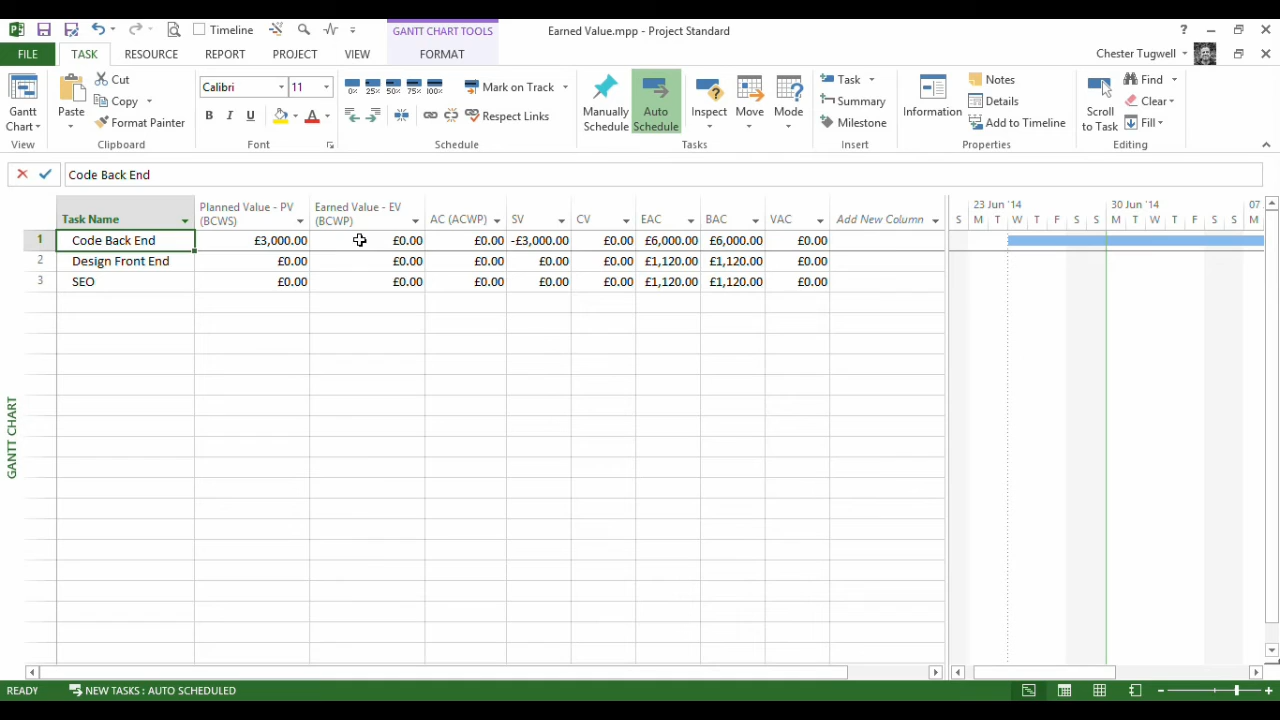 Timeline
GANTT CHART TOOLS
Earned Value.mpp - Project Standard
?
FILE
TASK
RESOURCE
REPORT
PROJECT
VIEW
FORMAT
Chester Tugwell
Gantt Chart
View
Paste
Cut
Copy
Format Painter
Clipboard
Calibri
11
B I U A
Font
0% 25% 50% 75% 100%
Mark on Track
Respect Links
Schedule
Manually Schedule
Auto Schedule
Inspect
Move
Mode
Tasks
Task
Summary
Milestone
Insert
Information
Notes
Details
Add to Timeline
Properties
Scroll to Task
Find
Clear
Fill
Editing
Code Back End
Task Name
Planned Value - PV (BCWS)
Earned Value - EV (BCWP)
AC (ACWP)
SV
CV
EAC
BAC
VAC
Add New Column
23 Jun '14
30 Jun '14
07
S M T W T F S S M T W T F S S M
1 Code Back End £3,000.00 £0.00 £0.00 -£3,000.00 £0.00 £6,000.00 £6,000.00 £0.00
2 Design Front End £0.00 £0.00 £0.00 £0.00 £0.00 £1,120.00 £1,120.00 £0.00
3 SEO £0.00 £0.00 £0.00 £0.00 £0.00 £1,120.00 £1,120.00 £0.00
GANTT CHART
READY
NEW TASKS : AUTO SCHEDULED